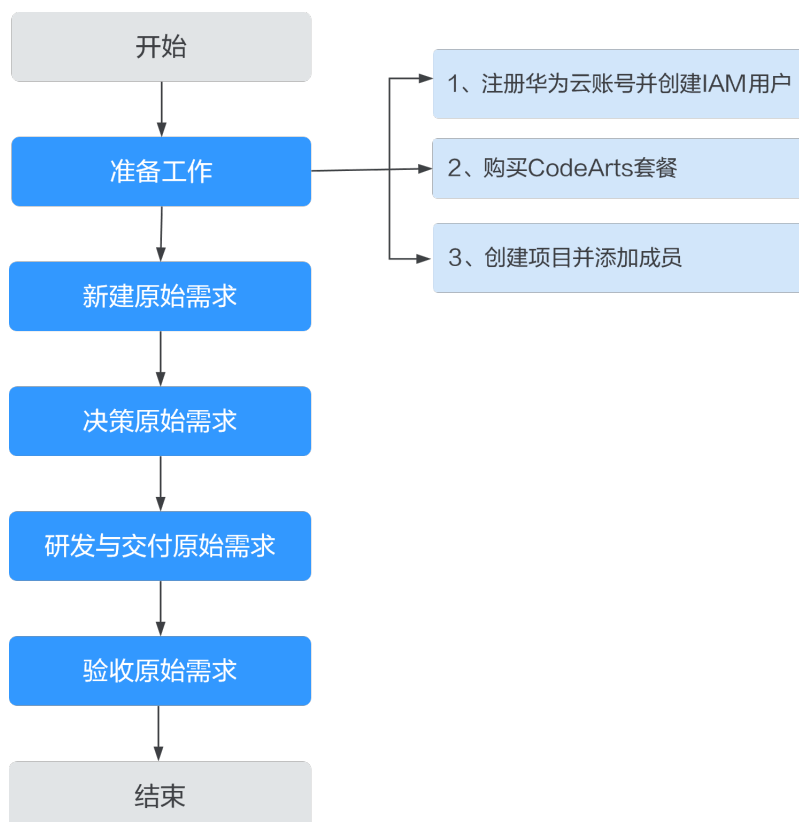 开始
准备工作
1、注册华为云账号并创建IAM用户
2、购买CodeArts套餐
3、创建项目并添加成员
新建原始需求
决策原始需求
研发与交付原始需求
验收原始需求
结束